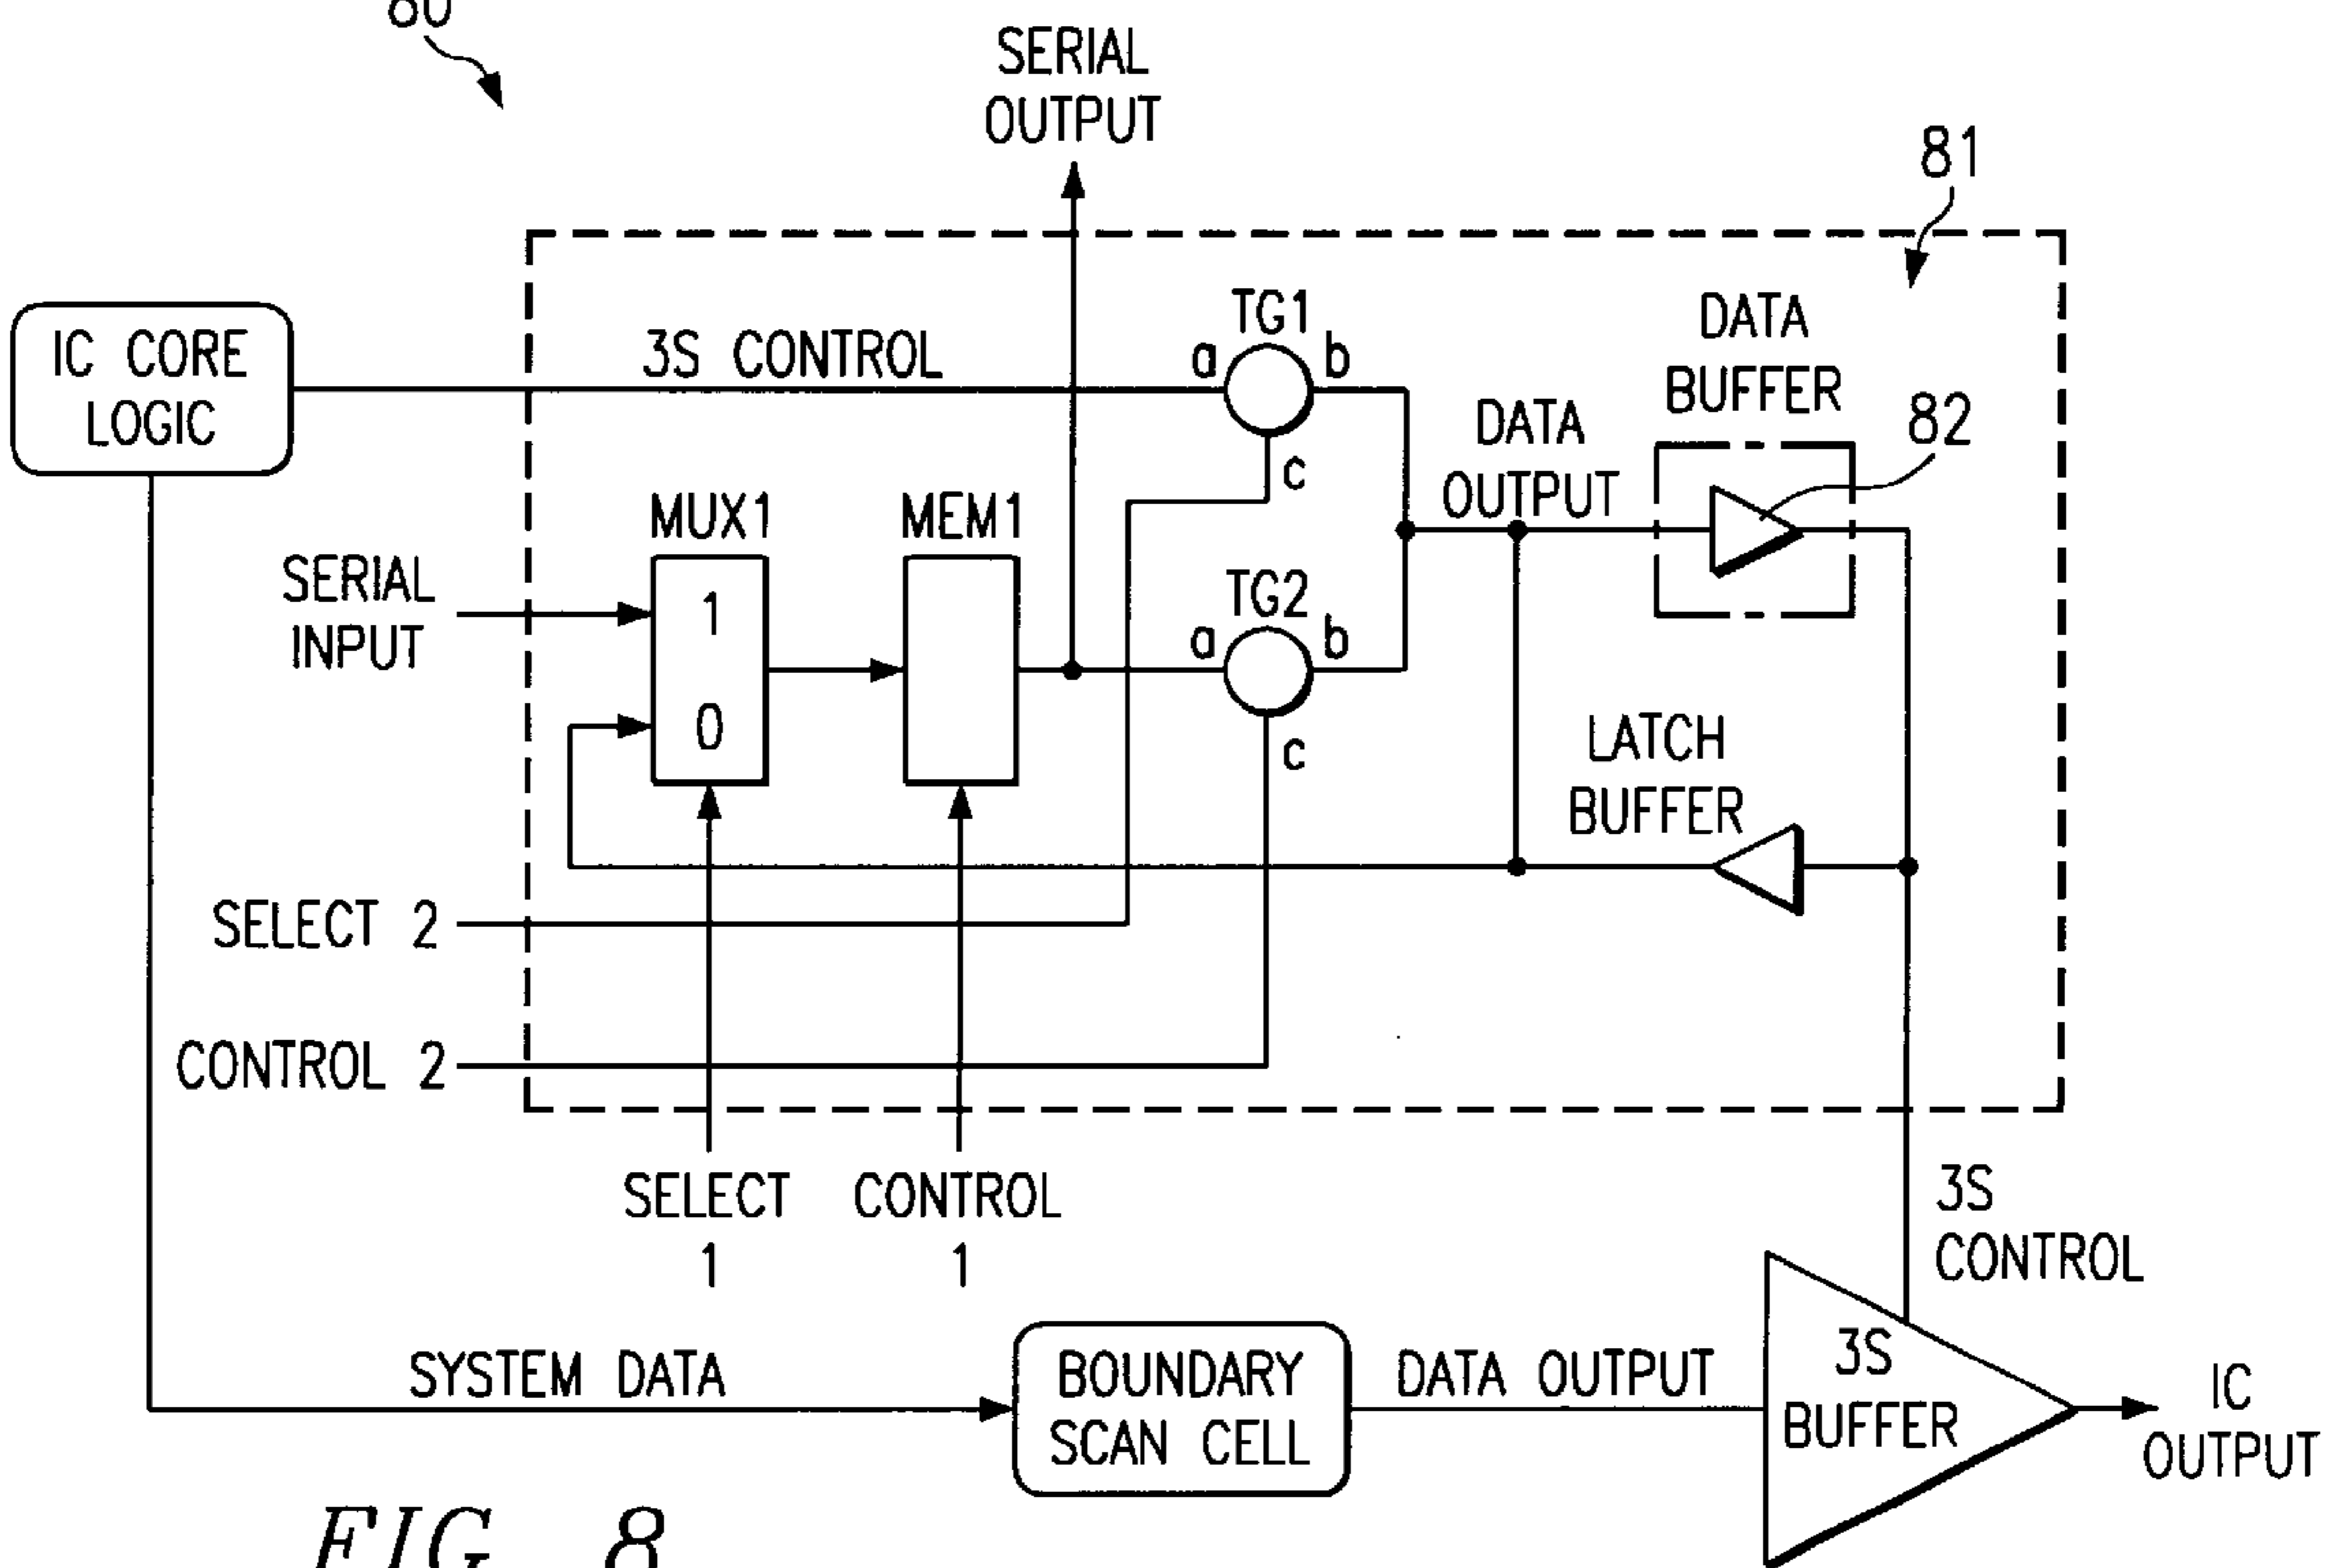 80
SERIAL
OUTPUT
81
IC CORE
LOGIC
3S CONTROL
TG1
a
b
c
DATA
BUFFER
82
DATA
OUTPUT
MUX1
MEM1
1
0
SERIAL
INPUT
TG2
a
b
c
LATCH
BUFFER
SELECT 2
CONTROL 2
SELECT
1
CONTROL
1
3S
CONTROL
SYSTEM DATA
BOUNDARY
SCAN CELL
DATA OUTPUT
3S
BUFFER
IC
OUTPUT
FIG. 8